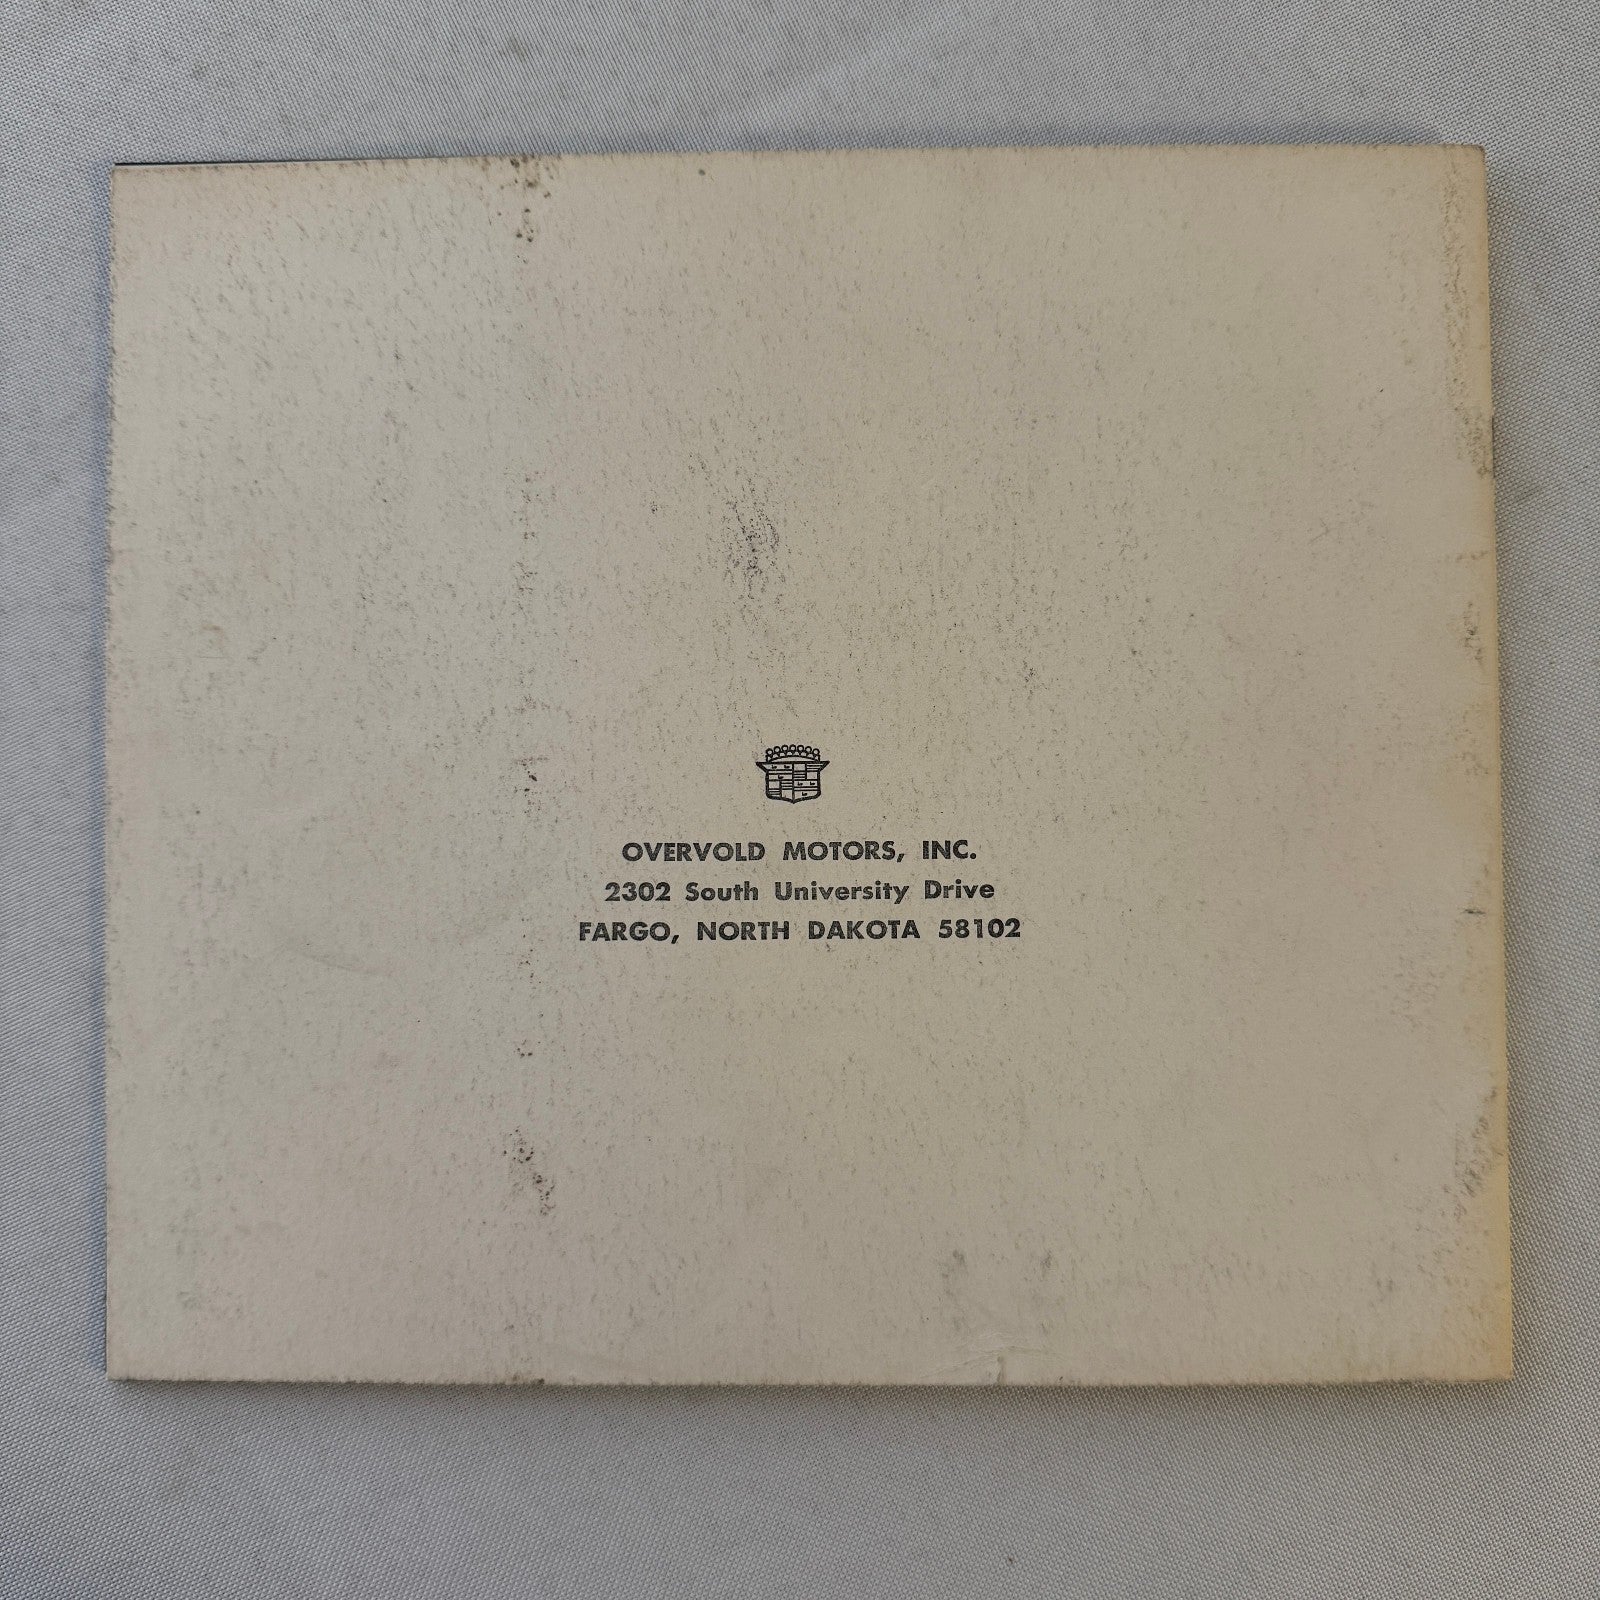 OVERVOLD MOTORS, INC.
2302 South University Drive
FARGO, NORTH DAKOTA 58102